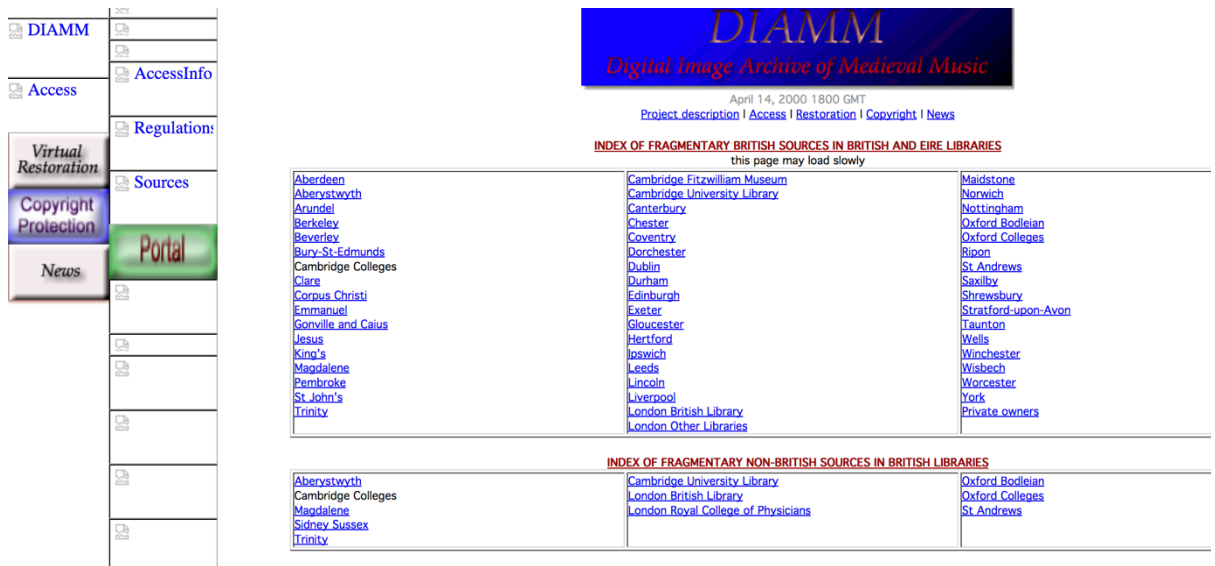 DIAMM
Access
Virtual
Restoration
Copyright
Protection
News
AccessInfo
Regulations
Sources
Portal
DIAMM
Digital Image Archive of Medieval Music
April 14, 2000 1800 GMT
Project description | Access | Restoration | Copyright | News
INDEX OF FRAGMENTARY BRITISH SOURCES IN BRITISH AND EIRE LIBRARIES
this page may load slowly
Aberdeen
Aberystwyth
Arundel
Berkeley
Beverley
Bury-St-Edmunds
Cambridge Colleges
Clare
Corpus Christi
Emmanuel
Gonville and Caius
Jesus
King's
Magdalene
Pembroke
St John's
Trinity
Cambridge Fitzwilliam Museum
Cambridge University Library
Canterbury
Chester
Coventry
Dorchester
Dublin
Durham
Edinburgh
Exeter
Gloucester
Hertford
Ipswich
Leeds
Lincoln
Liverpool
London British Library
London Other Libraries
Maidstone
Norwich
Nottingham
Oxford Bodleian
Oxford Colleges
Ripon
St Andrews
Saxilby
Shrewsbury
Stratford-upon-Avon
Taunton
Wells
Winchester
Wisbech
Worcester
York
Private owners
INDEX OF FRAGMENTARY NON-BRITISH SOURCES IN BRITISH LIBRARIES
Aberystwyth
Cambridge Colleges
Magdalene
Sidney Sussex
Trinity
Cambridge University Library
London British Library
London Royal College of Physicians
Oxford Bodleian
Oxford Colleges
St Andrews